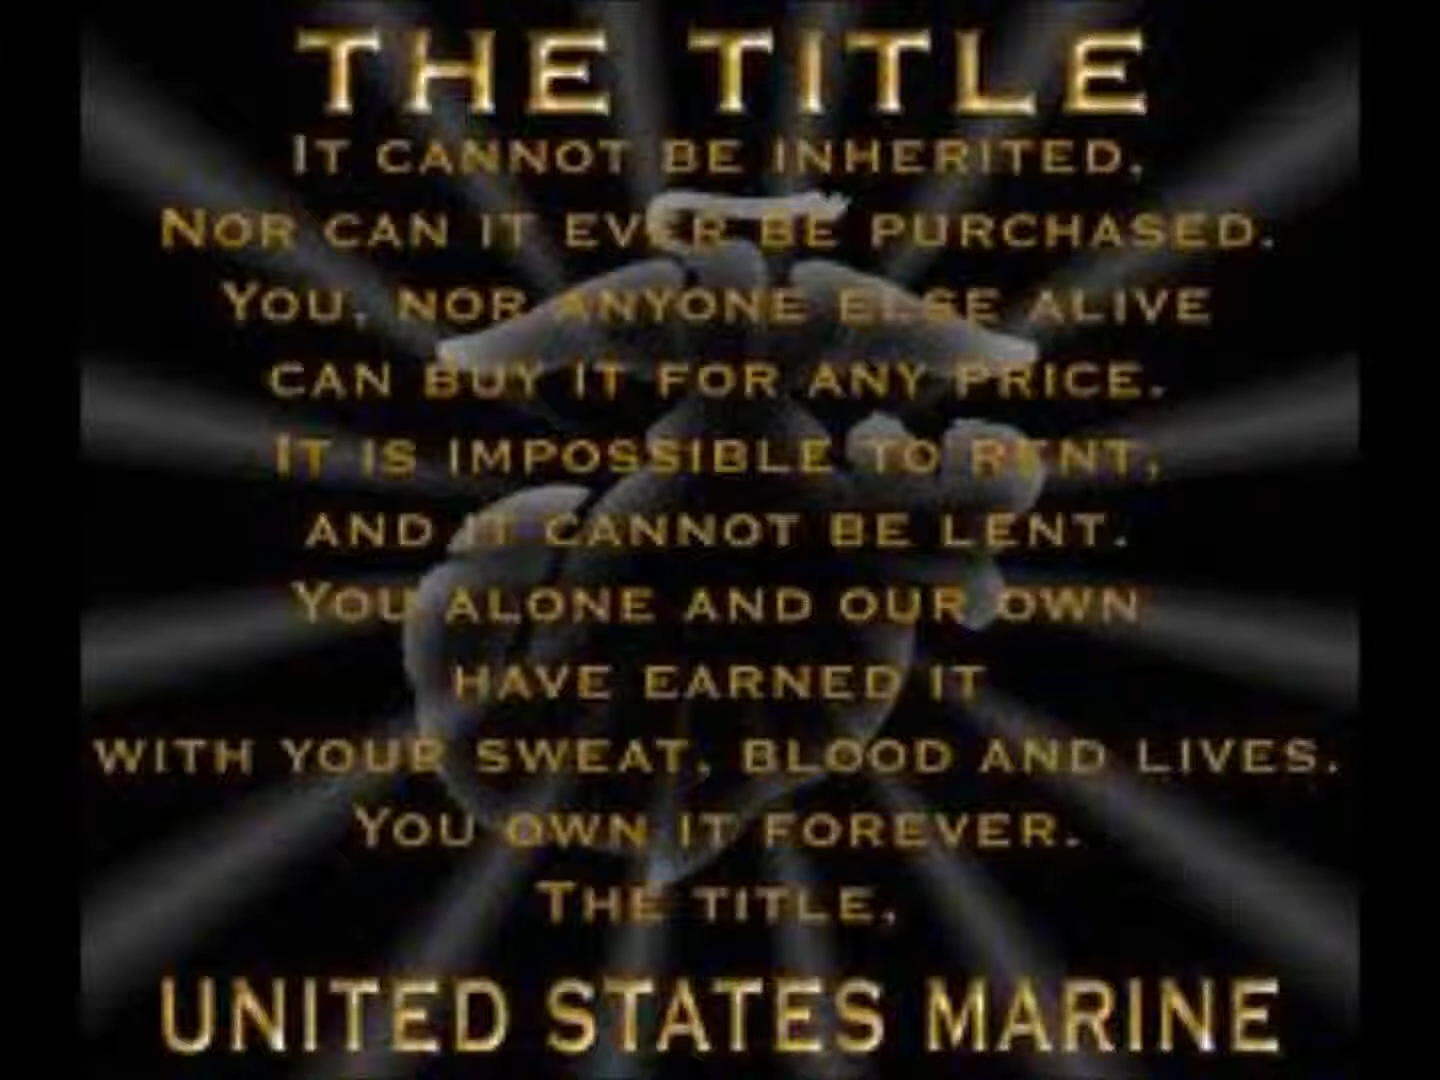 THE TITLE
IT CANNOT BE INHERITED,
NOR CAN IT EVER BE PURCHASED.
YOU, NOR ANYONE ELSE ALIVE
CAN BUY IT FOR ANY PRICE.
IT IS IMPOSSIBLE TO RENT,
AND IT CANNOT BE LENT.
YOU ALONE AND OUR OWN
HAVE EARNED IT
WITH YOUR SWEAT, BLOOD AND LIVES.
YOU OWN IT FOREVER.
THE TITLE,
UNITED STATES MARINE